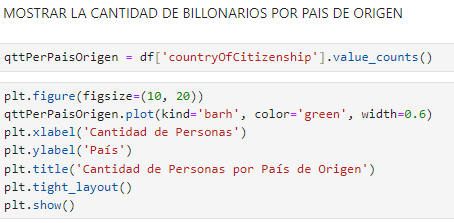 MOSTRAR LA CANTIDAD DE BILLONARIOS POR PAIS DE ORIGEN
qttPerPaisOrigen = df['countryOfCitizenship'].value_counts()
plt.figure(figsize=(10, 20))
qttPerPaisOrigen.plot(kind='barh', color='green', width=0.6)
plt.xlabel('Cantidad de Personas')
plt.ylabel('País')
plt.title('Cantidad de Personas por País de Origen')
plt.tight_layout()
plt.show()